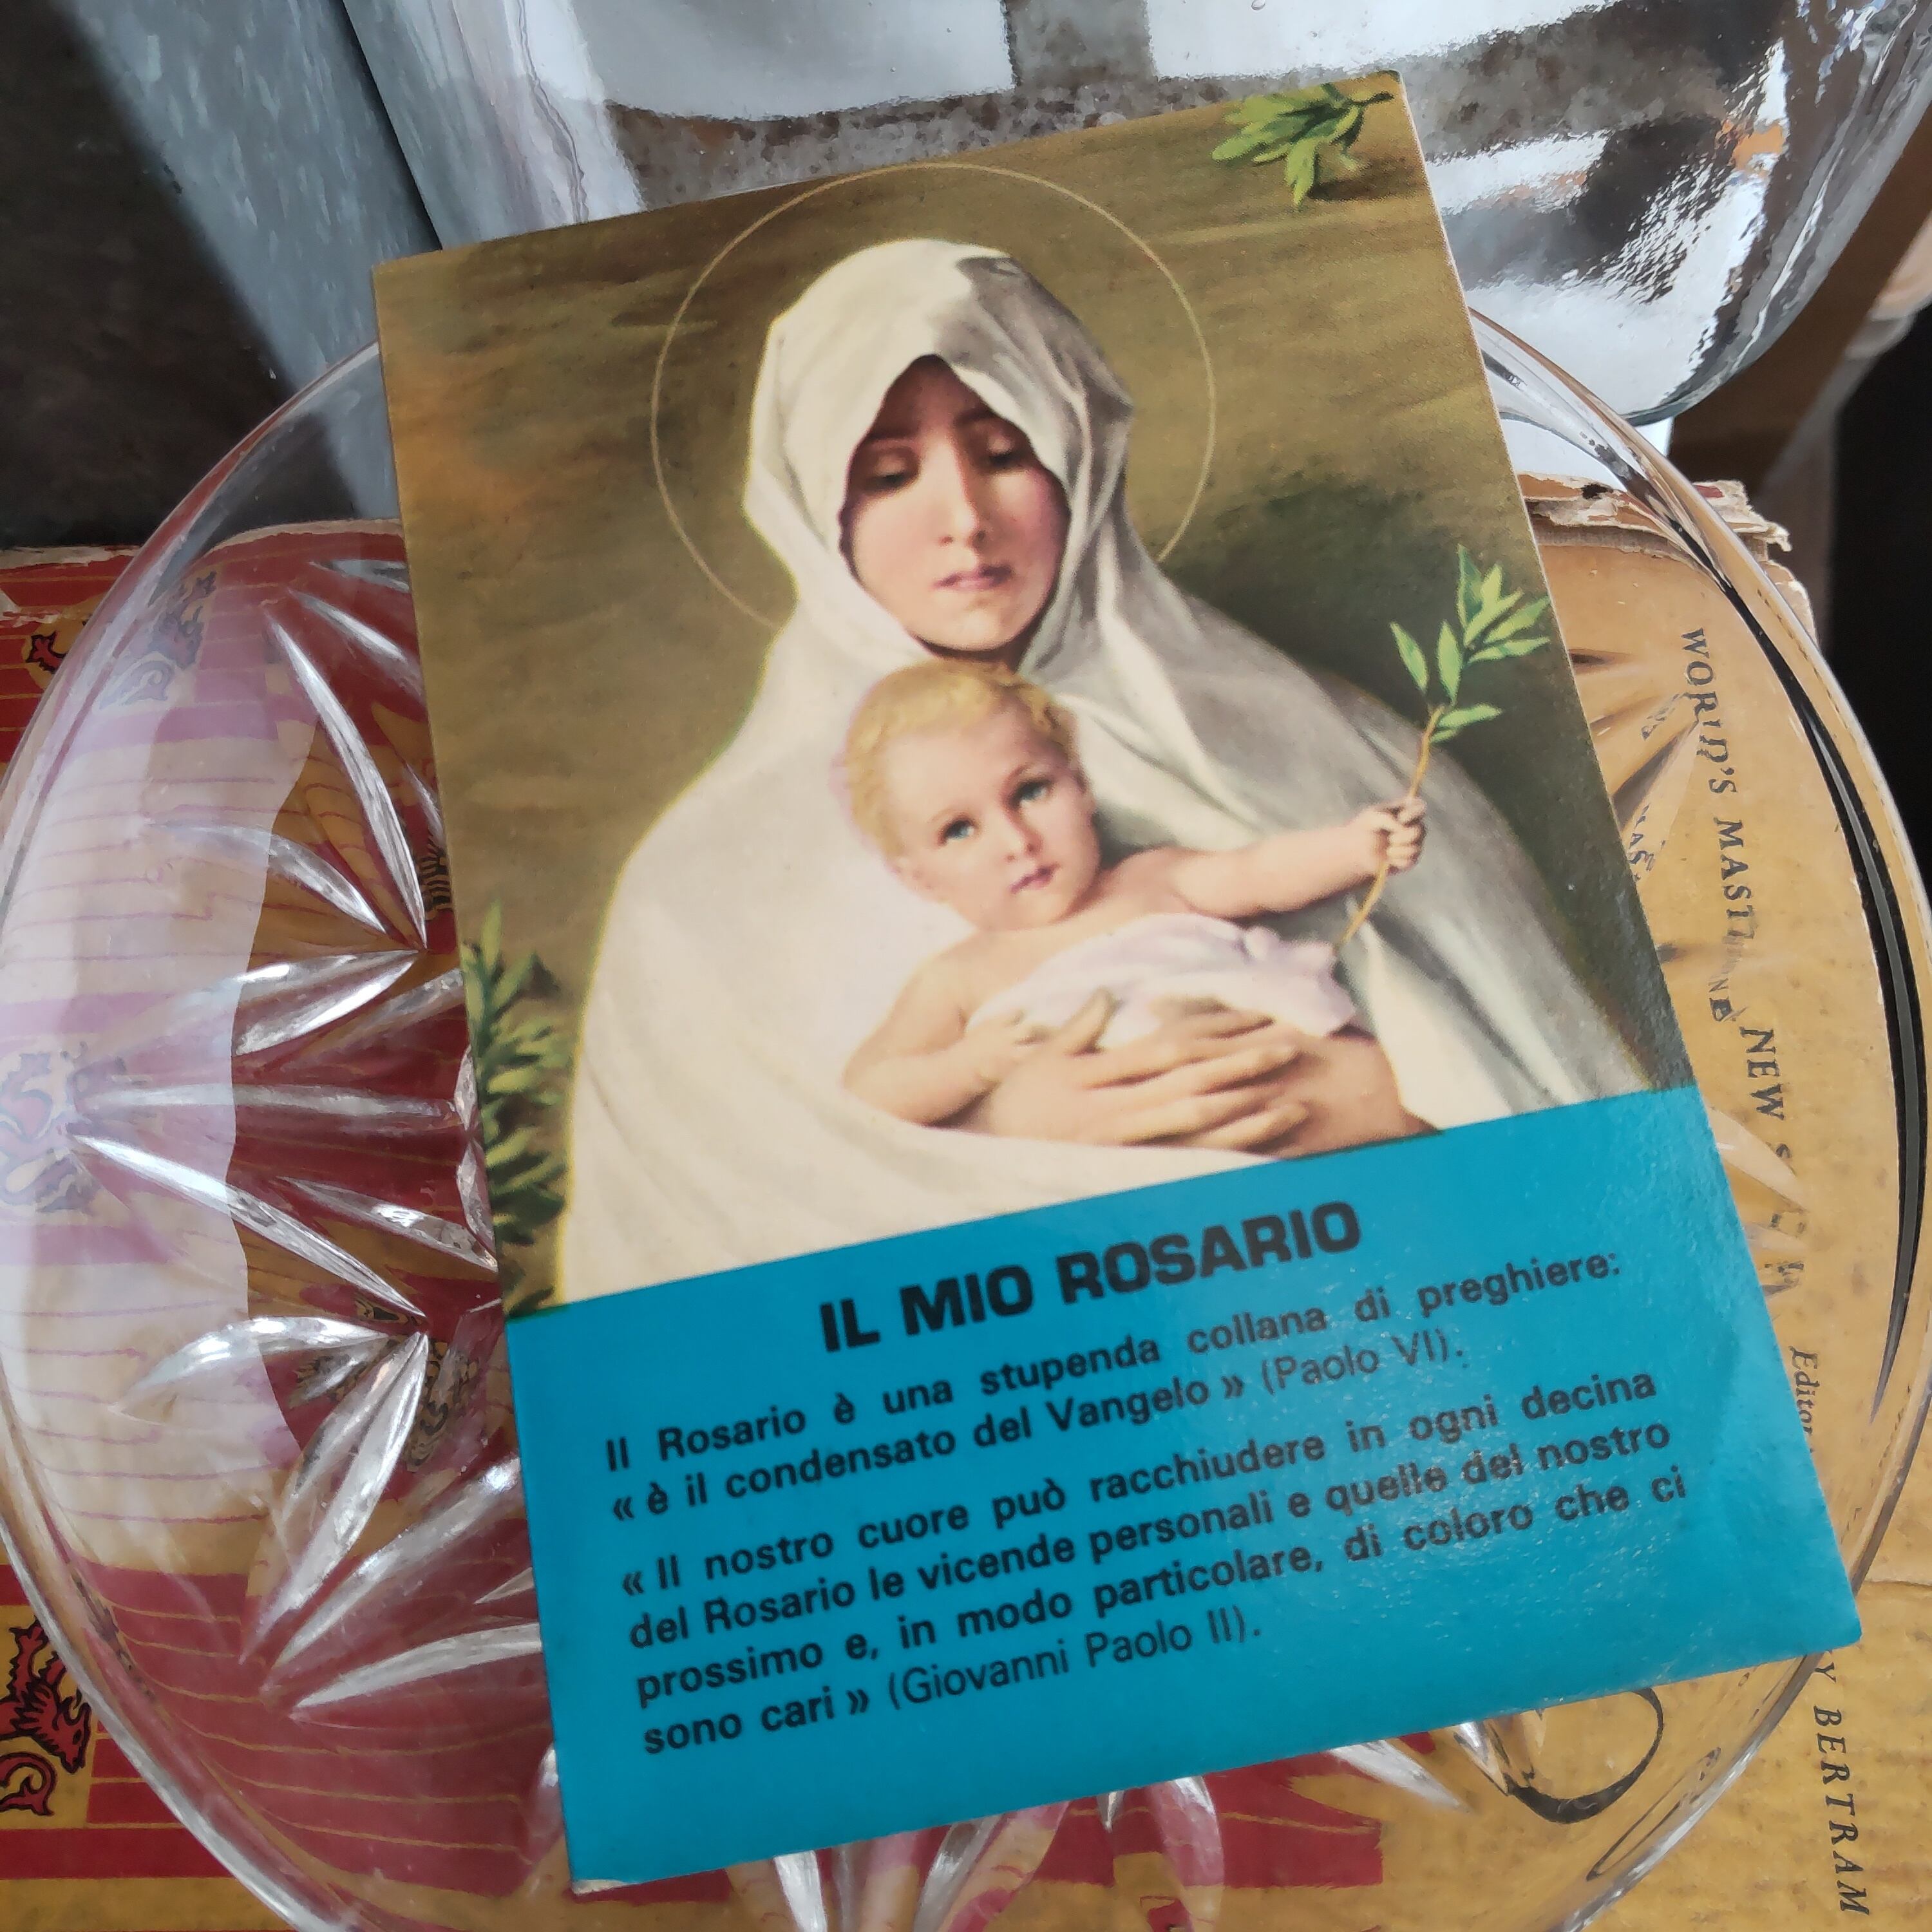 IL MIO ROSARIO
Il Rosario è una stupenda collana di preghiere:
« è il condensato del Vangelo » (Paolo VI).
« Il nostro cuore può racchiudere in ogni decina
del Rosario le vicende personali e quelle del nostro
prossimo e, in modo particolare, di coloro che ci
sono cari » (Giovanni Paolo II).
WORLD'S
NEW
BERTRAM